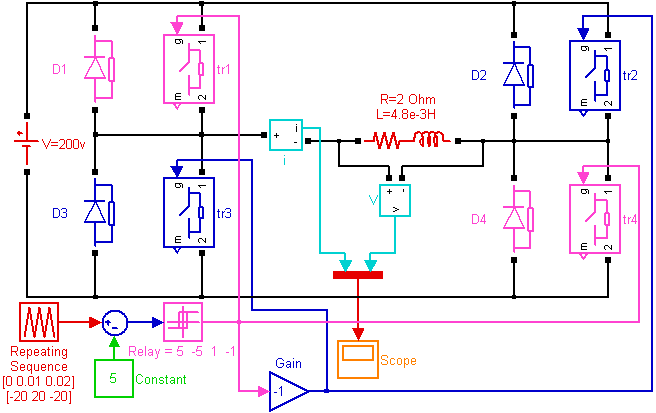 g
1
m
2
D1
tr1
g
1
m
2
D2
tr2
R=2 Ohm
L=4.8e-3H
+
V=200v
+
i
-
i
g
1
m
2
D3
tr3
+
-
v
V
g
1
m
2
D4
tr4
+
-
Relay = 5 -5 1 -1
Repeating
Sequence
[0 0.01 0.02]
[-20 20 -20]
5
Constant
Gain
-1
Scope